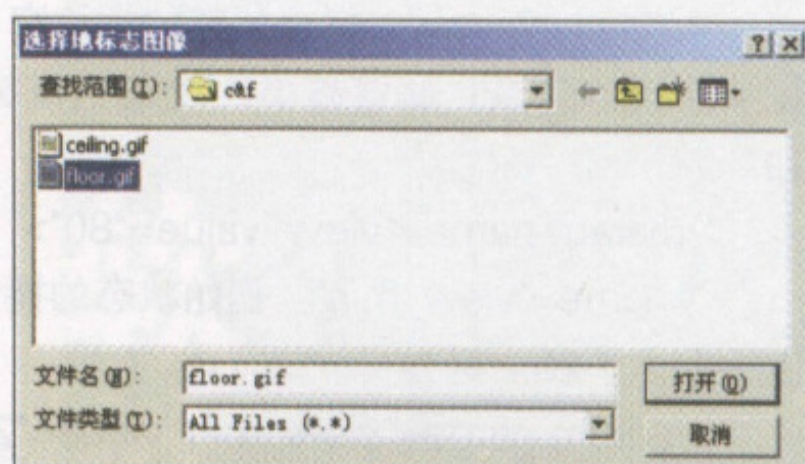 选择地标志图像
查找范围(I): c&f
ceiling.gif
floor.gif
文件名(N): floor.gif 打开(O)
文件类型(T): All Files (*.*) 取消